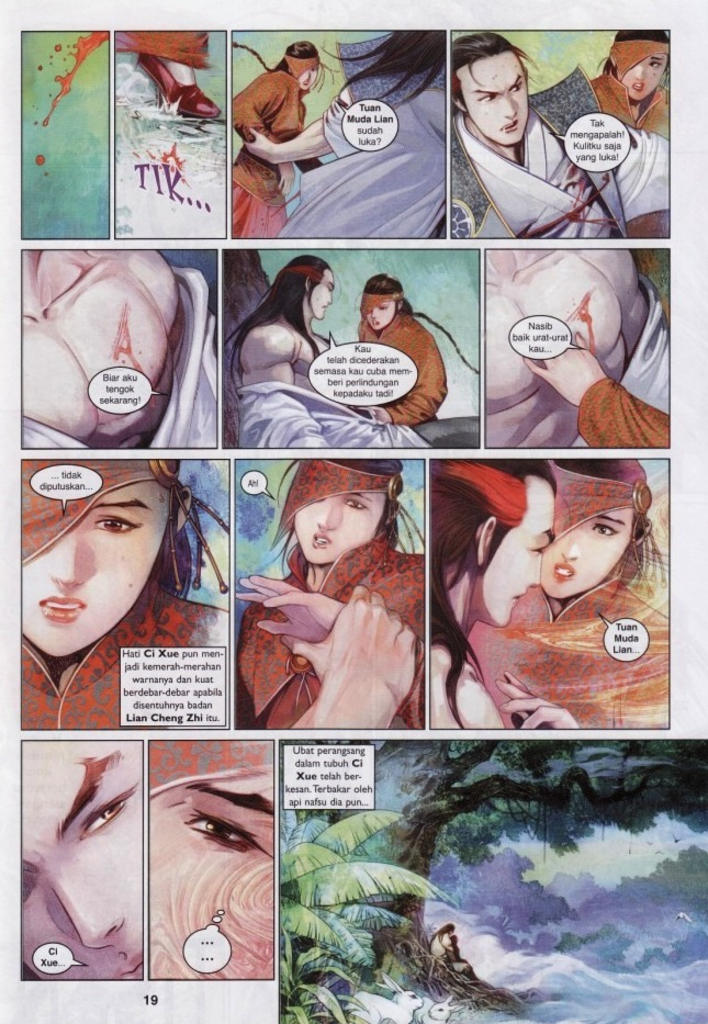 TIK...
Tuan
Muda Lian
sudah
luka?
Tak
mengapalah!
Kulitku saja
yang luka!
Biar aku
tengok
sekarang!
Kau
telah dicederakan
semasa kau cuba mem-
beri perlindungan
kepadaku tadi!
Nasib
baik urat-urat
kau...
... tidak
diputuskan...
Hati Ci Xue pun men-
jadi kemerah-merahan
warnanya dan kuat
berdebar-debar apabila
disentuhnya badan
Lian Cheng Zhi itu.
Ah!
Tuan
Muda
Lian...
Ci
Xue...
...
...
Ubat perangsang
dalam tubuh Ci
Xue telah ber-
kesan. Terbakar oleh
api nafsu dia pun...
19